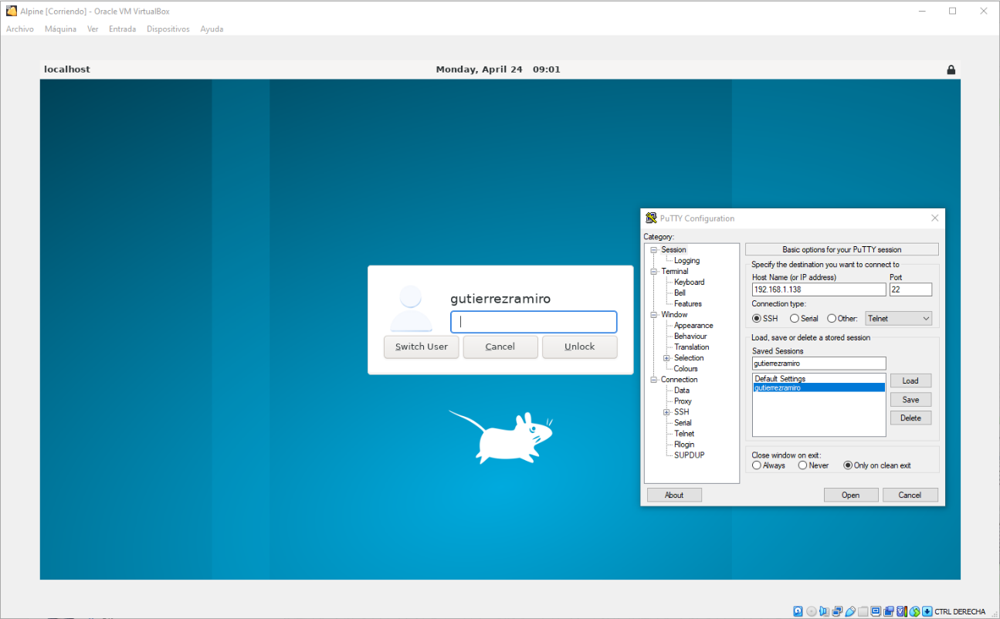 Alpine [Corriendo] - Oracle VM VirtualBox
Archivo Máquina Ver Entrada Dispositivos Ayuda
localhost Monday, April 24 09:01
gutierrezramiro
Switch User Cancel Unlock
PuTTY Configuration
Category:
Session
Logging
Terminal
Keyboard
Bell
Features
Window
Appearance
Behaviour
Translation
Selection
Colours
Connection
Data
Proxy
SSH
Serial
Telnet
Rlogin
SUPDUP
Basic options for your PuTTY session
Specify the destination you want to connect to
Host Name (or IP address) Port
192.168.1.138 22
Connection type:
SSH Serial Other: Telnet
Load, save or delete a stored session
Saved Sessions
gutierrezramiro
Default Settings
gutierrezramiro
Load
Save
Delete
Close window on exit:
Always Never Only on clean exit
About Open Cancel
CTRL DERECHA